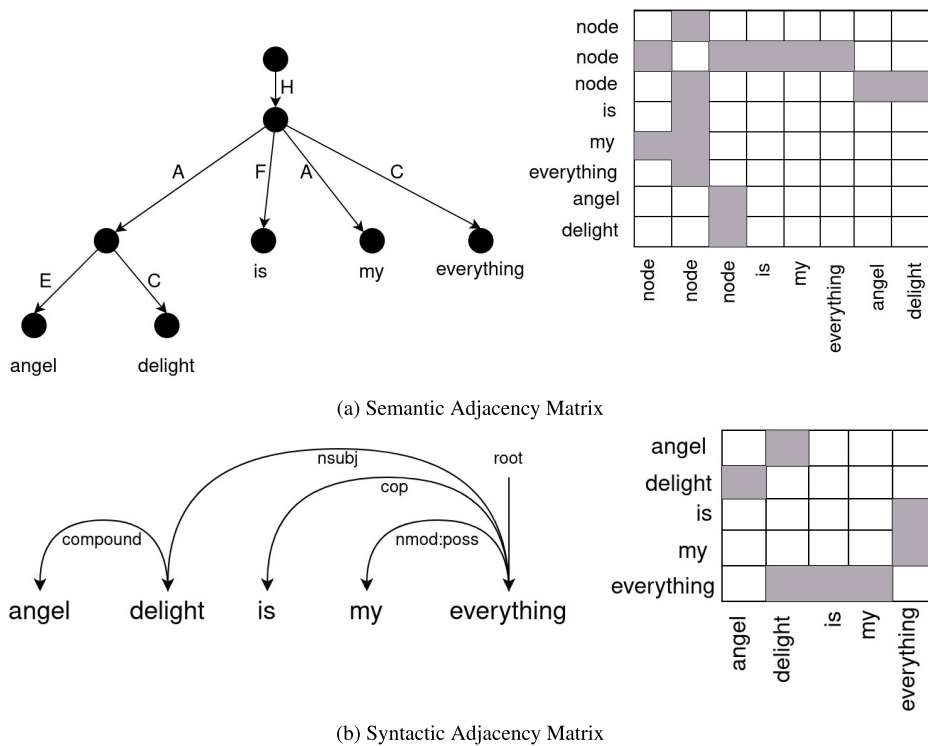 H
A F A C
is my everything
E C
angel delight
node
node
node
is
my
everything
angel
delight
node node node is my everything angel delight
(a) Semantic Adjacency Matrix
nsubj root
cop
compound nmod:poss
angel delight is my everything
angel
delight
is
my
everything
angel delight is my everything
(b) Syntactic Adjacency Matrix